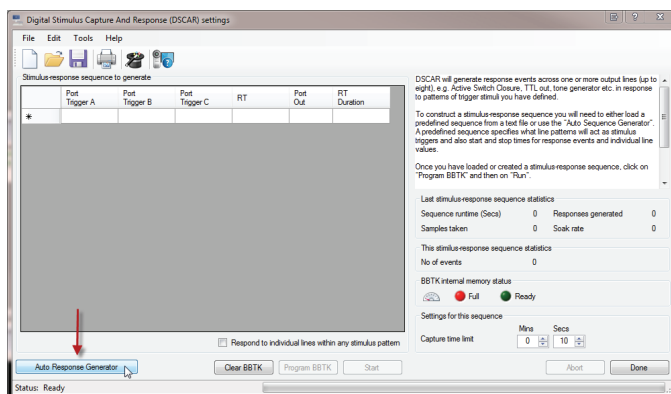 Digital Stimulus Capture And Response (DSCAR) settings
File Edit Tools Help
Stimulus-response sequence to generate
Port Trigger A
Port Trigger B
Port Trigger C
RT
Port Out
RT Duration
DSCAR will generate response events across one or more output lines (up to
eight), e.g. Active Switch Closure, TTL out, tone generator etc. in response
to patterns of trigger stimuli you have defined.
To construct a stimulus-response sequence you will need to either load a
predefined sequence from a text file or use the "Auto Sequence Generator".
A predefined sequence specifies what line patterns will act as stimulus
triggers and also start and stop times for response events and individual line
values.
Once you have loaded or created a stimulus-response sequence, click on
"Program BBTK" and then on "Run".
Last stimulus-response sequence statistics
Sequence runtime (Secs) 0 Responses generated 0
Samples taken 0 Soak rate 0
This stimilus-response sequence statistics
No of events 0
BBTK internal memory status
Full Ready
Settings for this sequence
Mins Secs
Capture time limit 0 10
Respond to individual lines within any stimulus pattern
Auto Response Generator Clear BBTK Program BBTK Start Abort Done
Status: Ready